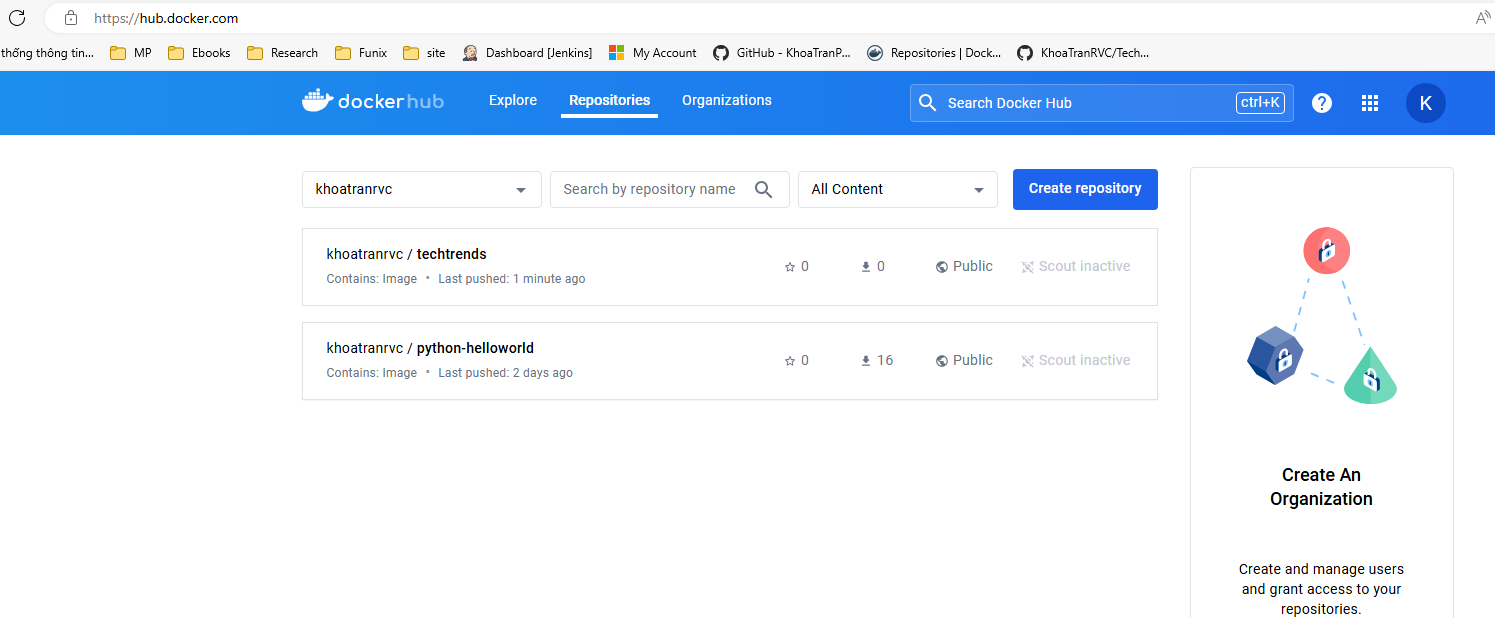 https://hub.docker.com
A
thống thông tin... MP Ebooks Research Funix site Dashboard [Jenkins] My Account GitHub - KhoaTranP... Repositories | Dock... KhoaTranRVC/Tech...
dockerhub Explore Repositories Organizations Search Docker Hub ctrl+K ? K
khoatranrvc Search by repository name All Content Create repository
khoatranrvc / techtrends
Contains: Image • Last pushed: 1 minute ago
0 0 Public Scout inactive
khoatranrvc / python-helloworld
Contains: Image • Last pushed: 2 days ago
0 16 Public Scout inactive
Create An
Organization
Create and manage users
and grant access to your
repositories.